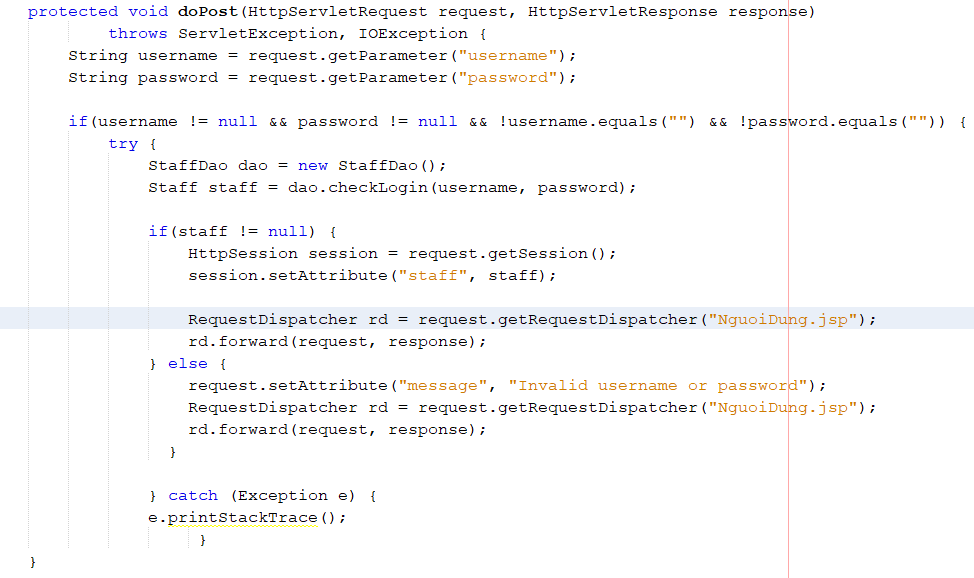 protected void doPost(HttpServletRequest request, HttpServletResponse response)
        throws ServletException, IOException {
    String username = request.getParameter("username");
    String password = request.getParameter("password");

    if(username != null && password != null && !username.equals("") && !password.equals("")) {
        try {
            StaffDao dao = new StaffDao();
            Staff staff = dao.checkLogin(username, password);

            if(staff != null) {
                HttpSession session = request.getSession();
                session.setAttribute("staff", staff);

                RequestDispatcher rd = request.getRequestDispatcher("NguoiDung.jsp");
                rd.forward(request, response);
            } else {
                request.setAttribute("message", "Invalid username or password");
                RequestDispatcher rd = request.getRequestDispatcher("NguoiDung.jsp");
                rd.forward(request, response);
              }

            } catch (Exception e) {
            e.printStackTrace();
                 }
}